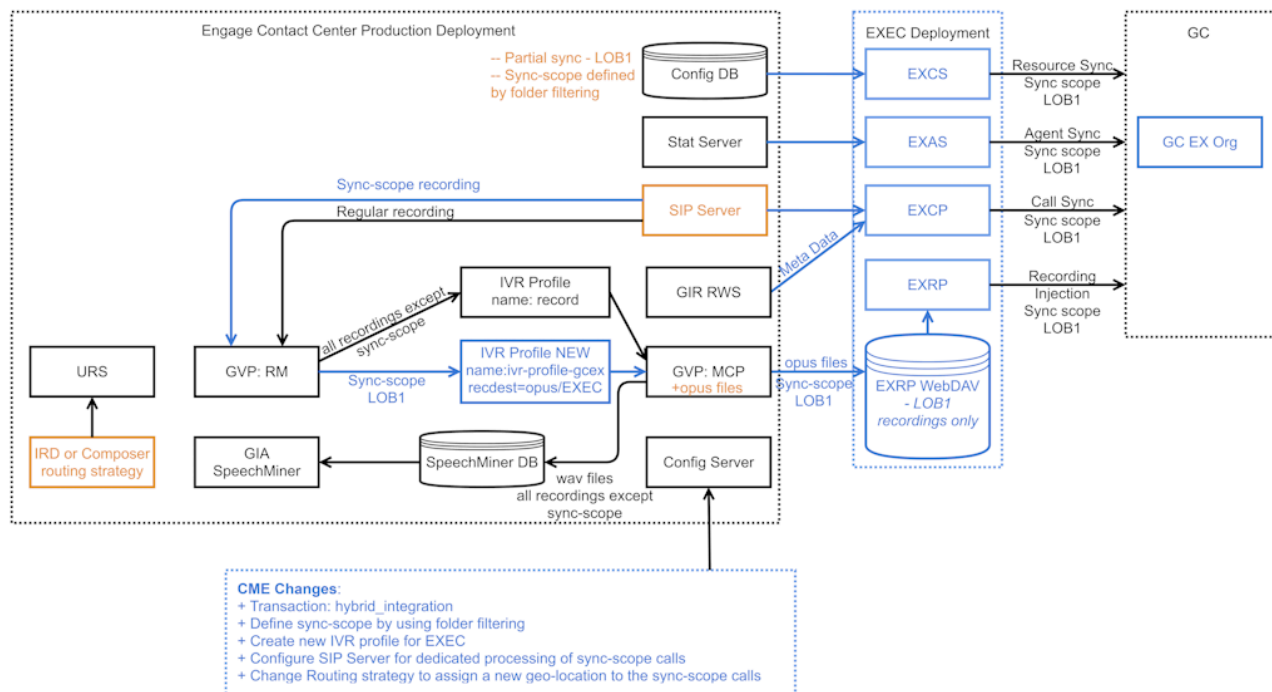 Engage Contact Center Production Deployment
EXEC Deployment
GC
-- Partial sync - LOB1
-- Sync-scope defined
by folder filtering
Config DB
EXCS
Resource Sync
Sync scope
LOB1
Stat Server
EXAS
Agent Sync
Sync scope
LOB1
GC EX Org
Sync-scope recording
Regular recording
SIP Server
EXCP
Call Sync
Sync scope
LOB1
Meta Data
IVR Profile
name: record
GIR RWS
EXRP
Recording
Injection
Sync scope
LOB1
all recordings except
sync-scope
URS
GVP: RM
Sync-scope
LOB1
IVR Profile NEW
name:ivr-profile-gcex
recdest=opus/EXEC
GVP: MCP
+opus files
opus files
Sync-scope
LOB1
EXRP WebDAV
- LOB1
recordings only
IRD or Composer
routing strategy
GIA
SpeechMiner
SpeechMiner DB
Config Server
wav files
all recordings except
sync-scope
CME Changes:
+ Transaction: hybrid_integration
+ Define sync-scope by using folder filtering
+ Create new IVR profile for EXEC
+ Configure SIP Server for dedicated processing of sync-scope calls
+ Change Routing strategy to assign a new geo-location to the sync-scope calls